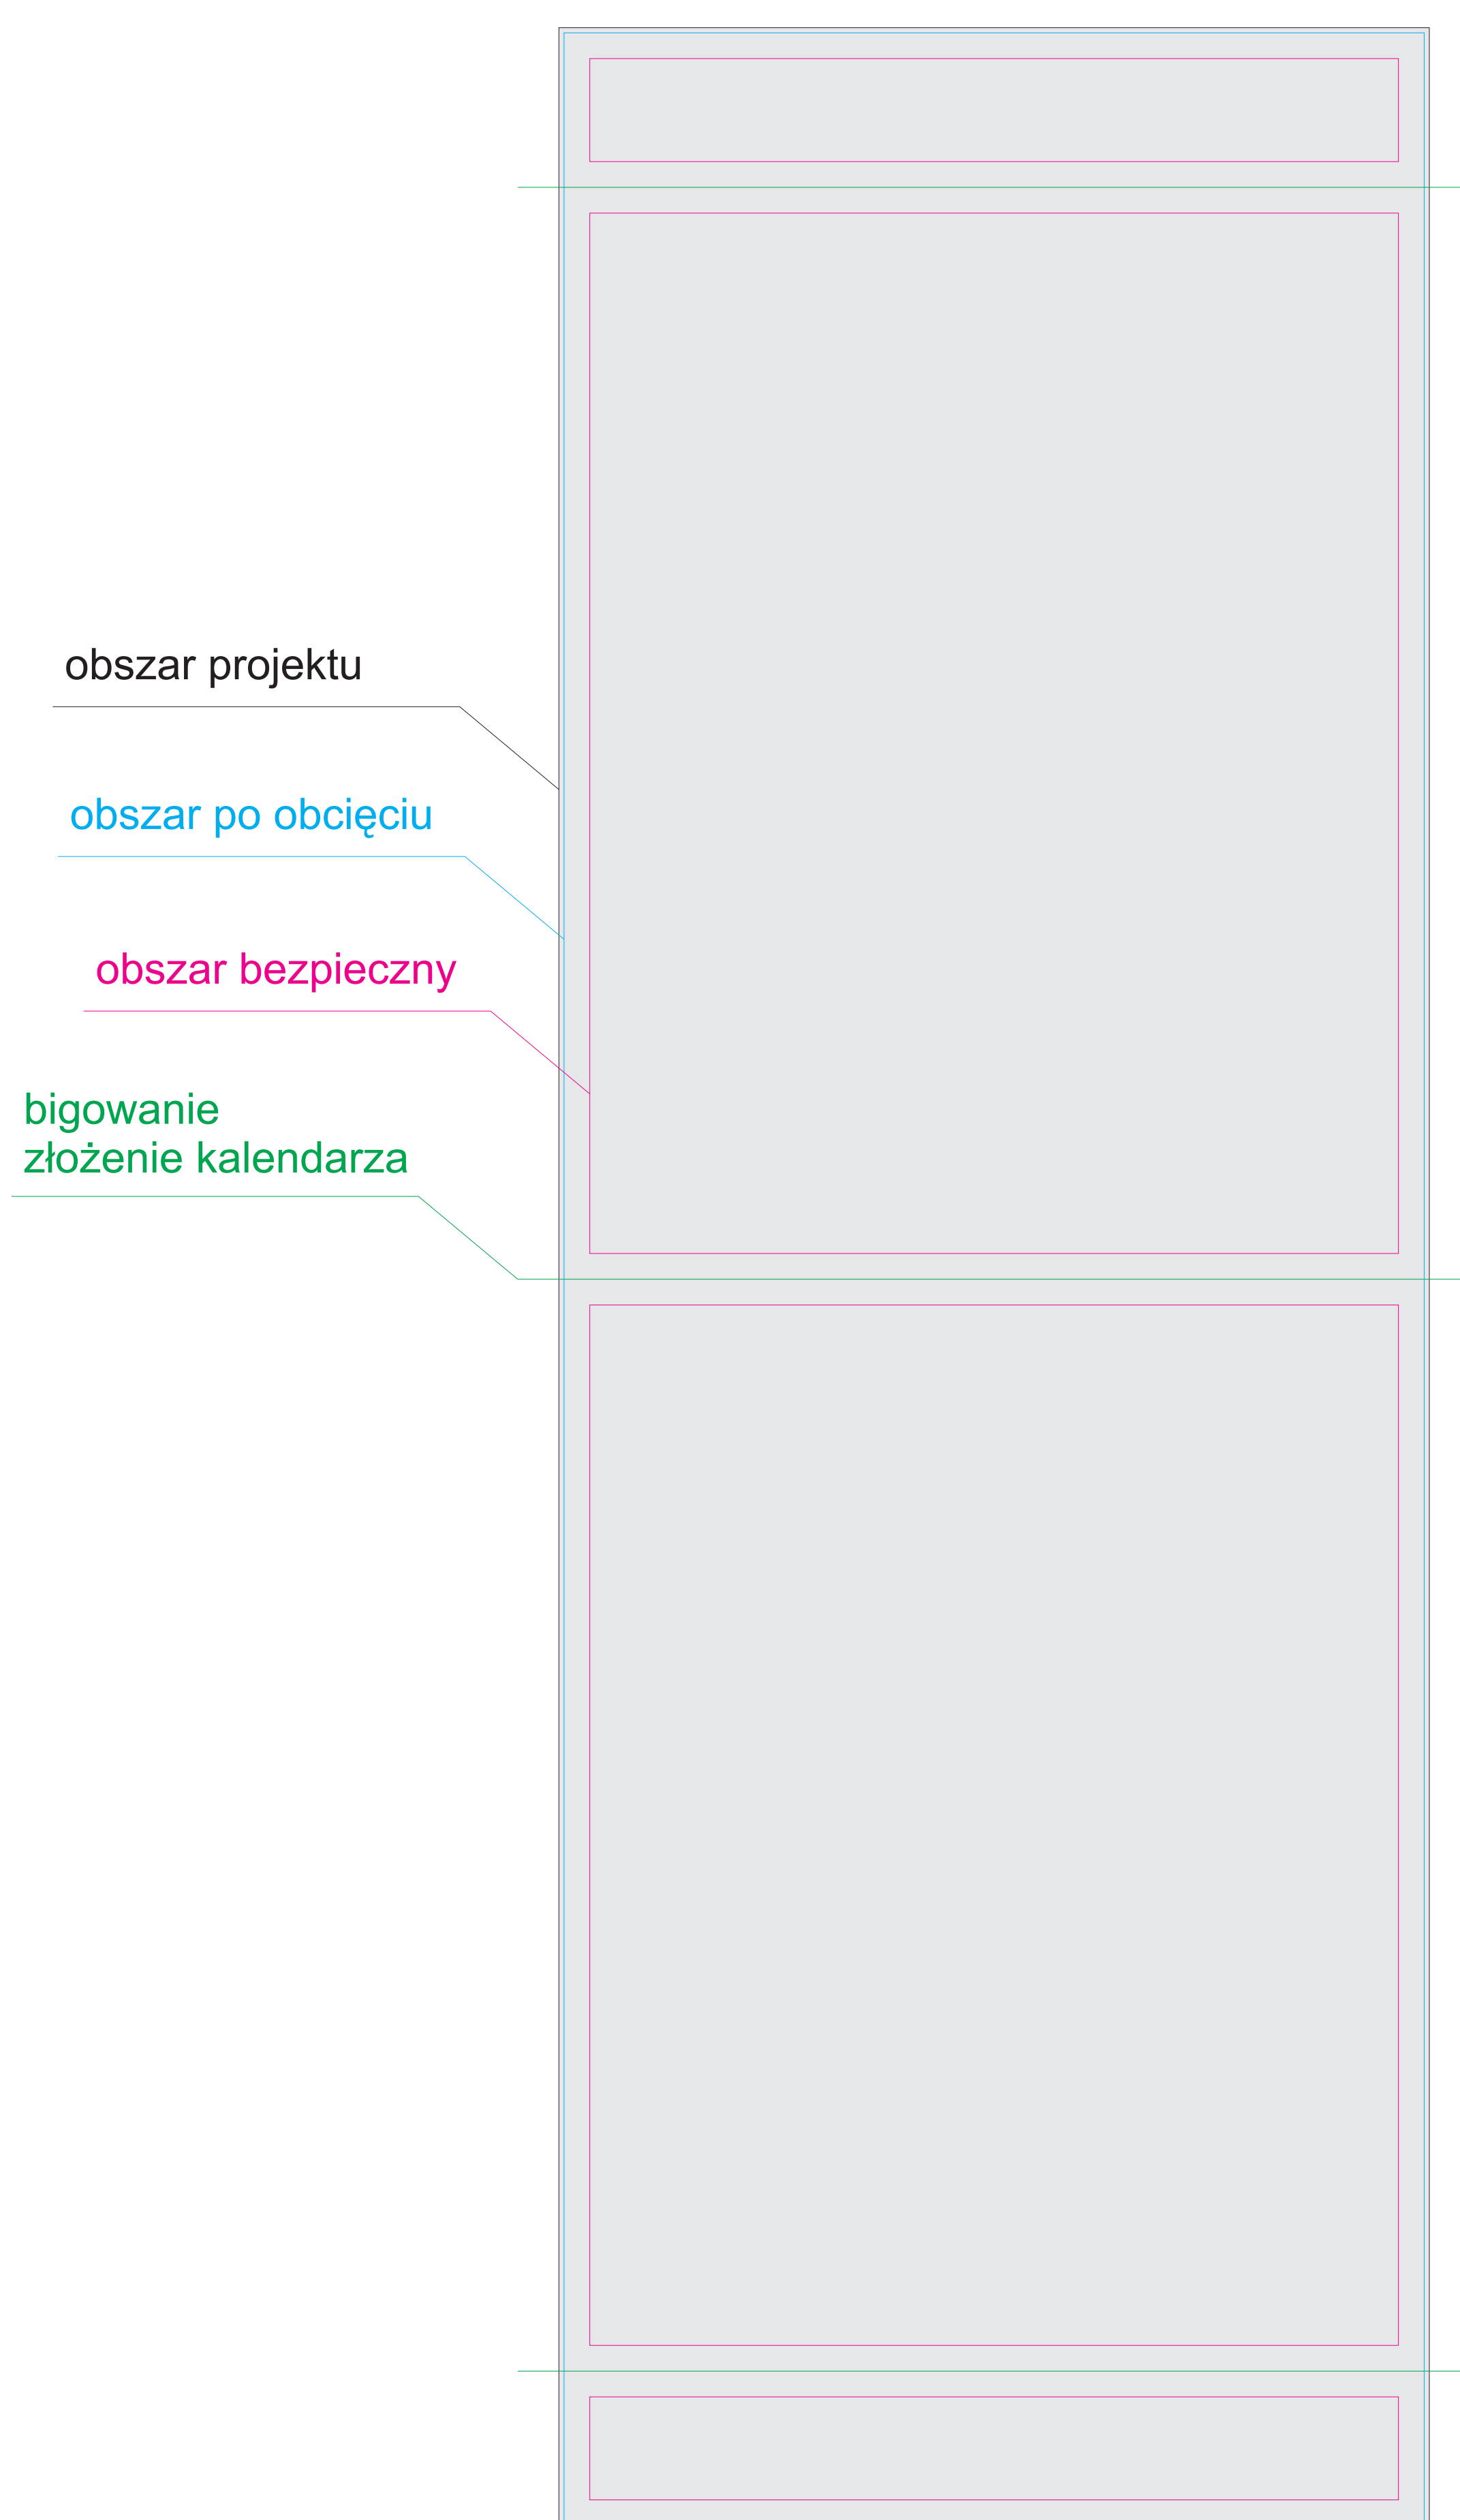 obszar projektu
obszar po obcięciu
obszar bezpieczny
bigowanie
złożenie kalendarza